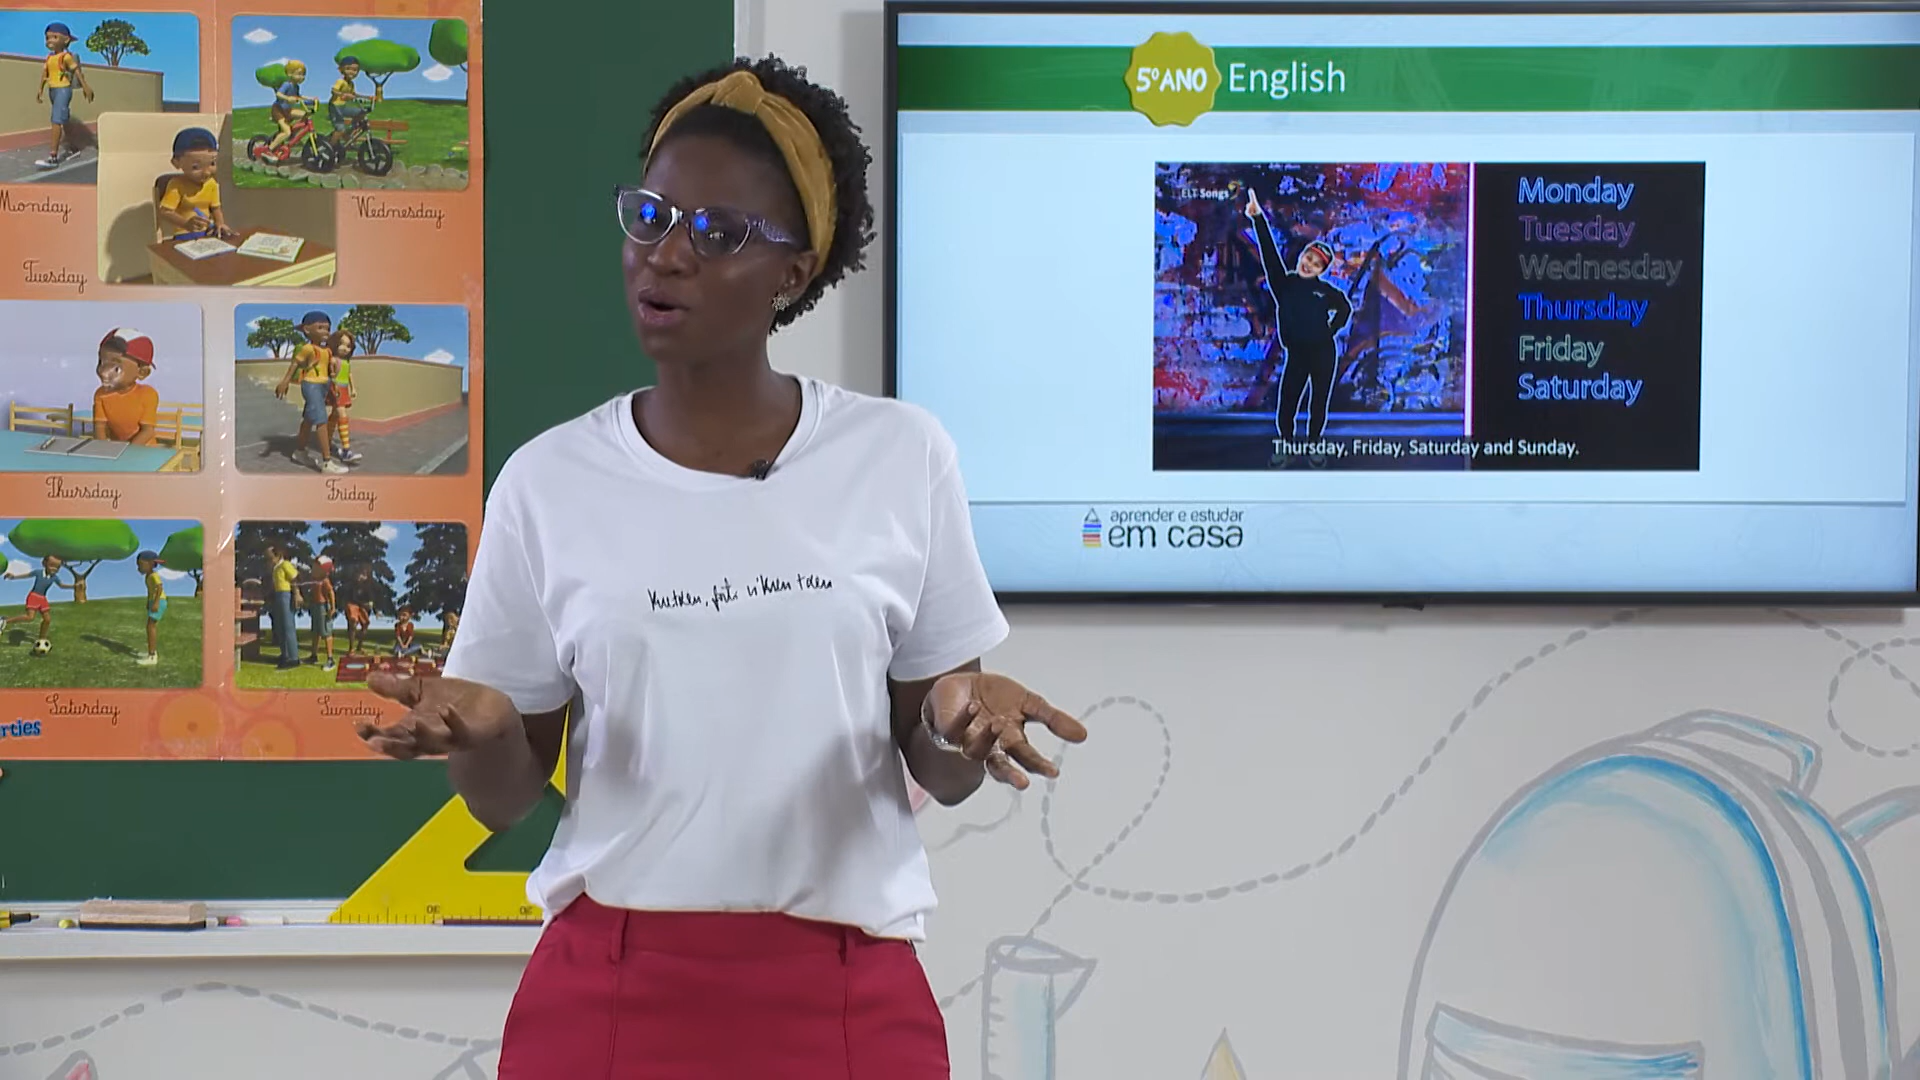 Monday
Wednesday
Tuesday
Thursday
Friday
Saturday
Sunday
rties
5º ANO English
ELT Songs
Monday
Tuesday
Wednesday
Thursday
Friday
Saturday
Thursday, Friday, Saturday and Sunday.
aprender e estudar
em casa